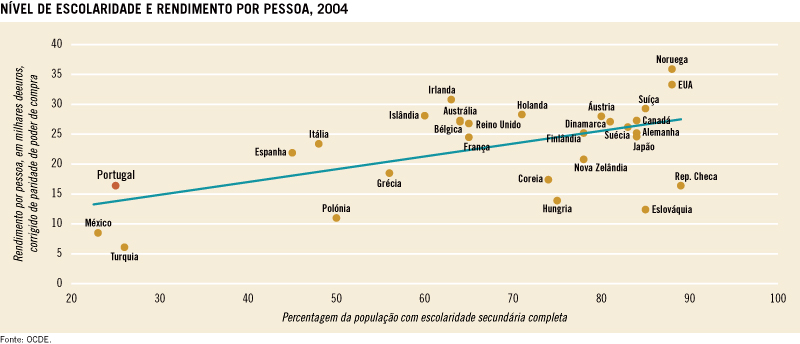 NÍVEL DE ESCOLARIDADE E RENDIMENTO POR PESSOA, 2004
Rendimento por pessoa, em milhares deeuros,
corrigido de paridade de poder de compra
40
35
30
25
20
15
10
5
0
Noruega
EUA
Irlanda
Suíça
Austrália
Holanda
Áustria
Islândia
Canadá
Reino Unido
Dinamarca
Bélgica
Alemanha
Suécia
Finlândia
Itália
França
Japão
Espanha
Nova Zelândia
Portugal
Grécia
Coreia
Rep. Checa
Polónia
Hungria
Eslováquia
México
Turquia
20 30 40 50 60 70 80 90 100
Percentagem da população com escolaridade secundária completa
Fonte: OCDE.